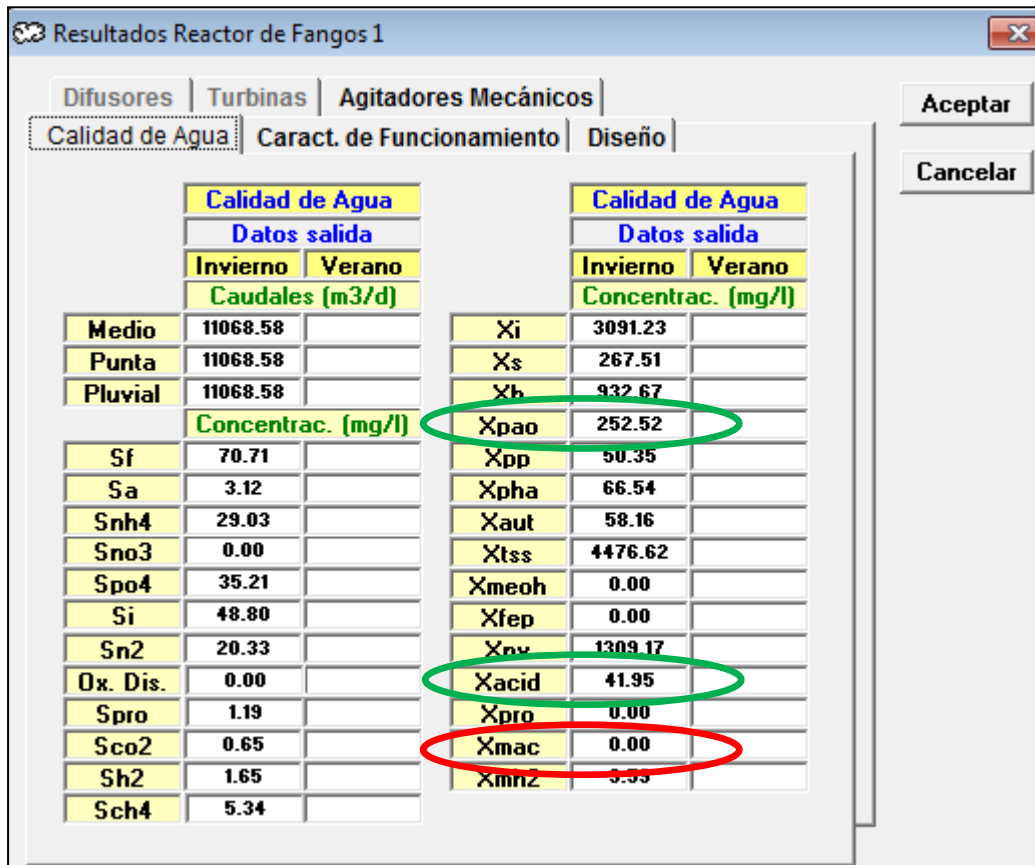 Resultados Reactor de Fangos 1
Difusores Turbinas Agitadores Mecánicos
Aceptar
Calidad de Agua Caract. de Funcionamiento Diseño
Cancelar
Calidad de Agua Calidad de Agua
Datos salida Datos salida
Invierno Verano Invierno Verano
Caudales (m3/d) Concentrac. (mg/l)
Medio 11068.58 Xi 3091.23
Punta 11068.58 Xs 267.51
Pluvial 11068.58 Xh 932.67
Concentrac. (mg/l) Xpao 252.52
Sf 70.71 Xpp 50.35
Sa 3.12 Xpha 66.54
Snh4 29.03 Xaut 58.16
Sno3 0.00 Xtss 4476.62
Spo4 35.21 Xmeoh 0.00
Si 48.80 Xfep 0.00
Sn2 20.33 1309.17
Ox. Dis. 0.00 Xacid 41.95
Spro 1.19 Xpro 0.00
Sco2 0.65 Xmac 0.00
Sh2 1.65 Xmh2
Sch4 5.34